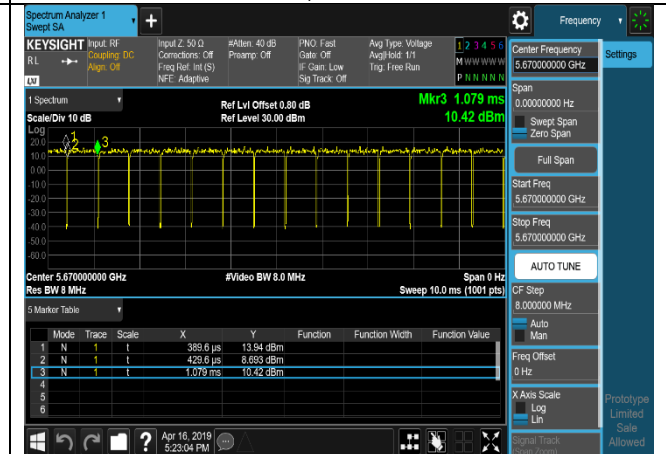 Spectrum Analyzer 1
Swept SA
+
Frequency
KEYSIGHT
Input: RF
Coupling: DC
Align: Off
Input Z: 50 Ω
Corrections: Off
Freq Ref: Int (S)
NFE: Adaptive
#Atten: 40 dB
Preamp: Off
PNO: Fast
Gate: Off
IF Gain: Low
Sig Track: Off
Avg Type: Voltage
Avg|Hold: 1/1
Trig: Free Run
1 2 3 4 5 6
M W W W W W
P N N N N N
RL
LXI
1 Spectrum
Scale/Div 10 dB
Ref Lvl Offset 0.80 dB
Ref Level 30.00 dBm
Mkr3 1.079 ms
10.42 dBm
Log
20.0
10.0
0.00
-10.0
-20.0
-30.0
-40.0
-50.0
-60.0
1
2
3
Center 5.670000000 GHz
Res BW 8 MHz
#Video BW 8.0 MHz
Span 0 Hz
Sweep 10.0 ms (1001 pts)
5 Marker Table
Mode Trace Scale X Y Function Function Width Function Value
1 N 1 t 389.6 µs 13.94 dBm
2 N 1 t 429.6 µs 8.693 dBm
3 N 1 t 1.079 ms 10.42 dBm
4
5
6
?
Apr 16, 2019
5:23:04 PM
Center Frequency
5.670000000 GHz
Settings
Span
0.00000000 Hz
Swept Span
Zero Span
Full Span
Start Freq
5.670000000 GHz
Stop Freq
5.670000000 GHz
AUTO TUNE
CF Step
8.000000 MHz
Auto
Man
Freq Offset
0 Hz
X Axis Scale
Log
Lin
Signal Track
(Span Zoom)
Prototype
Limited
Sale
Allowed